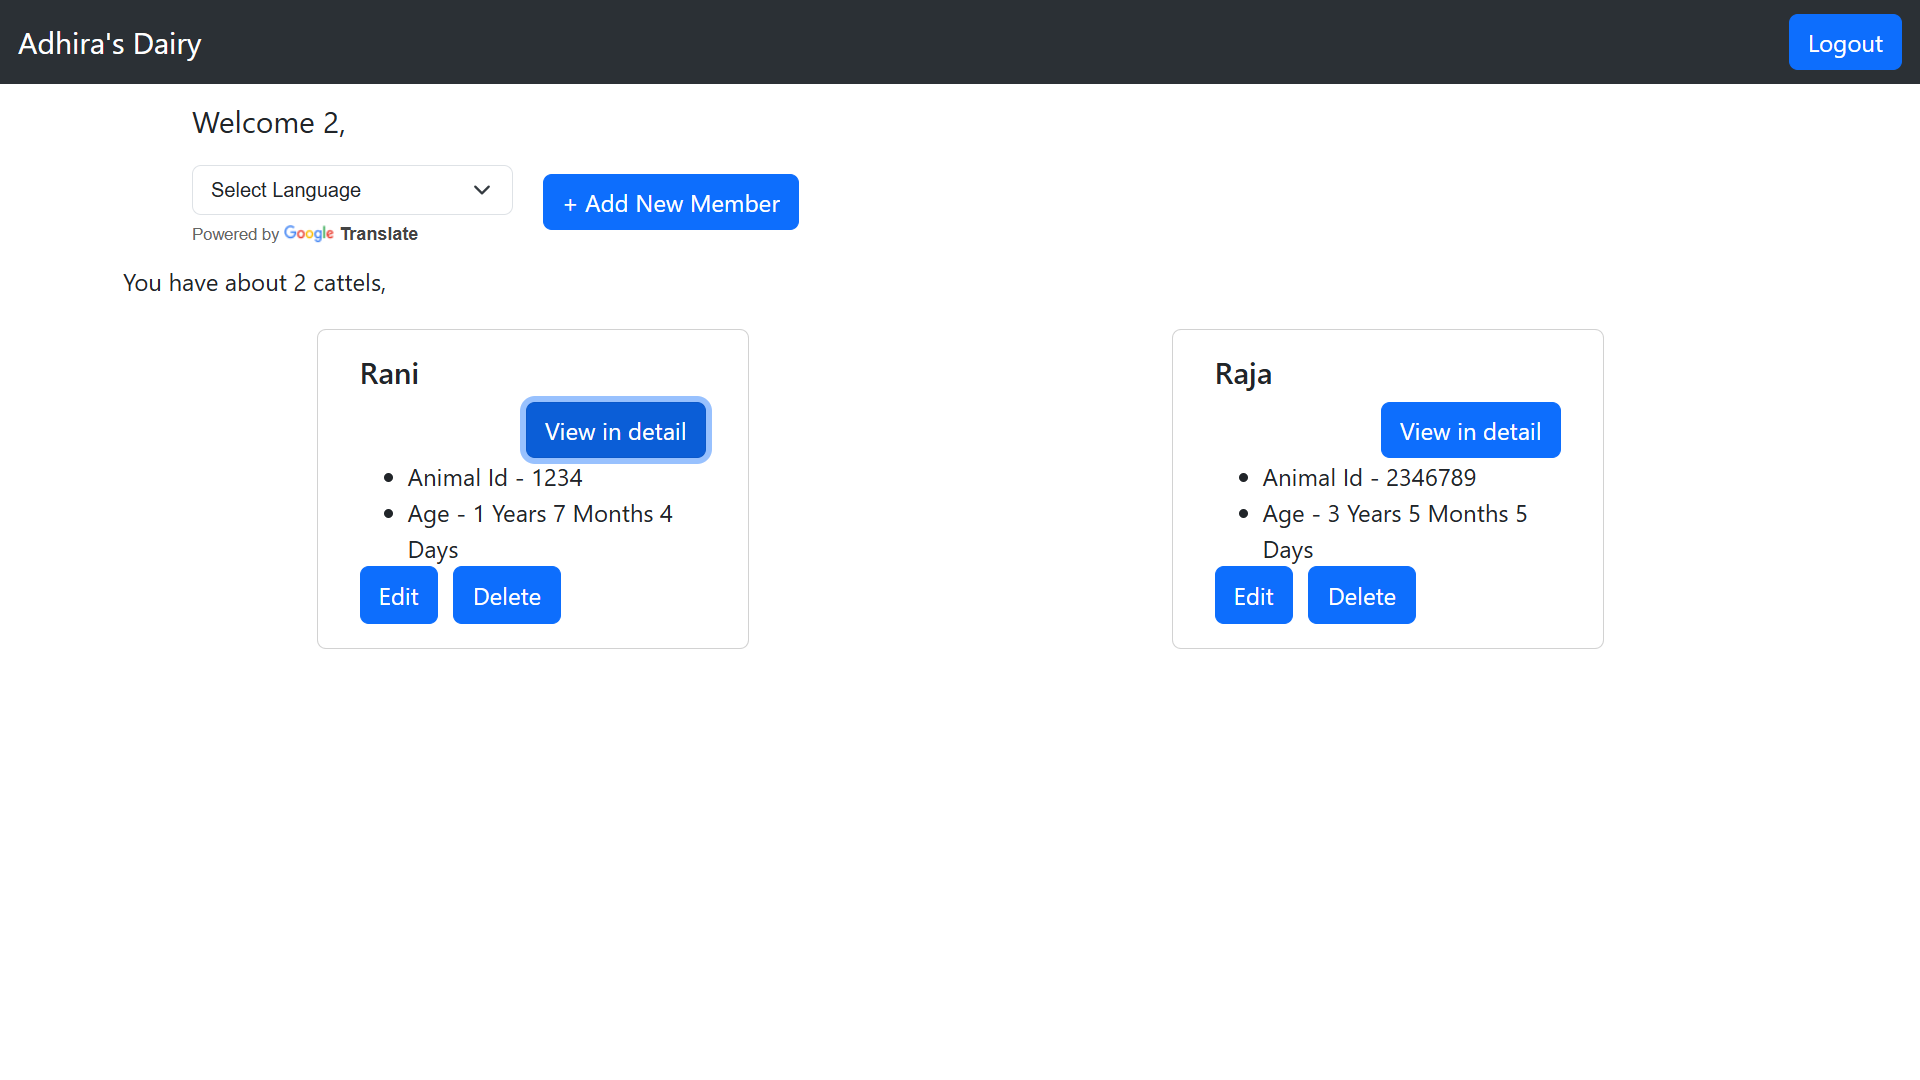 Adhira's Dairy
Logout
Welcome 2,
Select Language
+ Add New Member
Powered by Google Translate
You have about 2 cattels,
Rani
View in detail
Animal Id - 1234
Age - 1 Years 7 Months 4
Days
Edit
Delete
Raja
View in detail
Animal Id - 2346789
Age - 3 Years 5 Months 5
Days
Edit
Delete